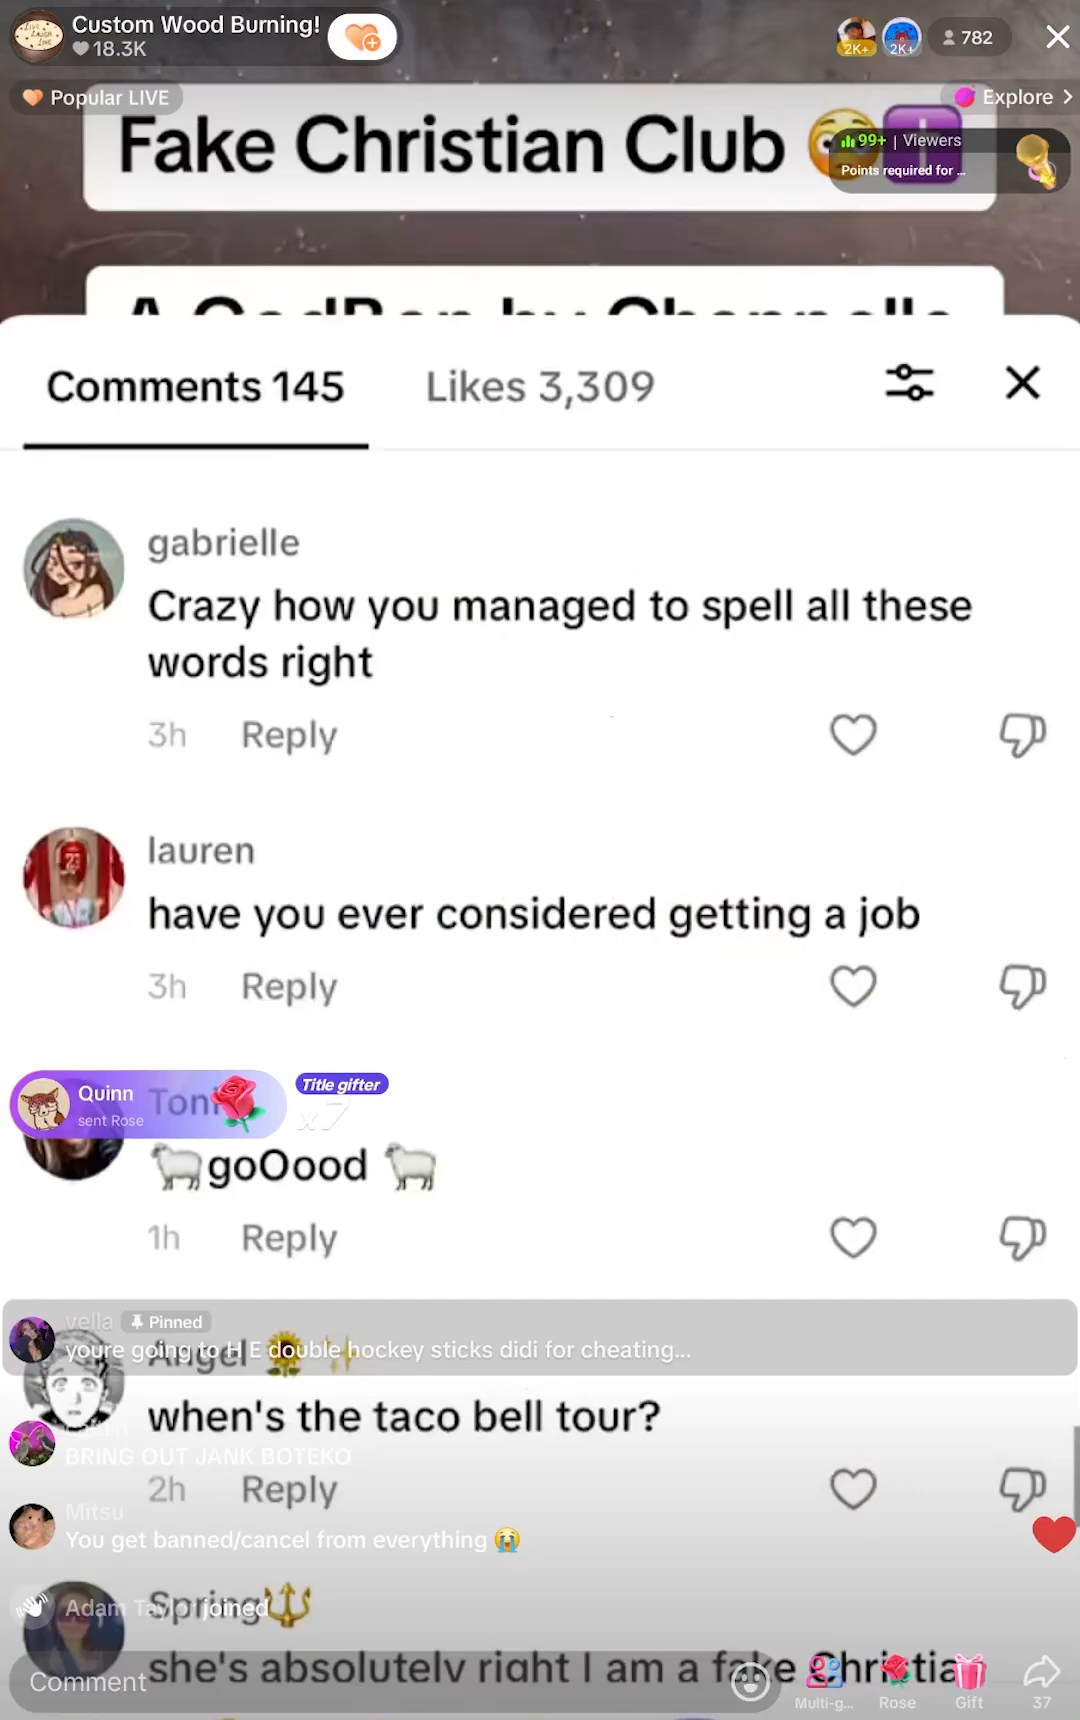 Custom Wood Burning!
18.3K
2K+
2K+
782
Popular LIVE
Explore >
Fake Christian Club
99+ | Viewers
Points required for ...
Comments 145
Likes 3,309
gabrielle
Crazy how you managed to spell all these
words right
3h Reply
lauren
have you ever considered getting a job
3h Reply
Quinn
sent Rose
Title gifter
x7
Toni
🐑goOood 🐑
1h Reply
vella Pinned
youre going to H E double hockey sticks didi for cheating...
Angel 🌻✨
when's the taco bell tour?
BRING OUT JANK BOTEKO
2h Reply
Mitsu
You get banned/cancel from everything 😭
Spring🔱
Adam Taylor joined
she's absolutely right I am a fake Christia
Comment
Multi-g...
Rose
Gift
37